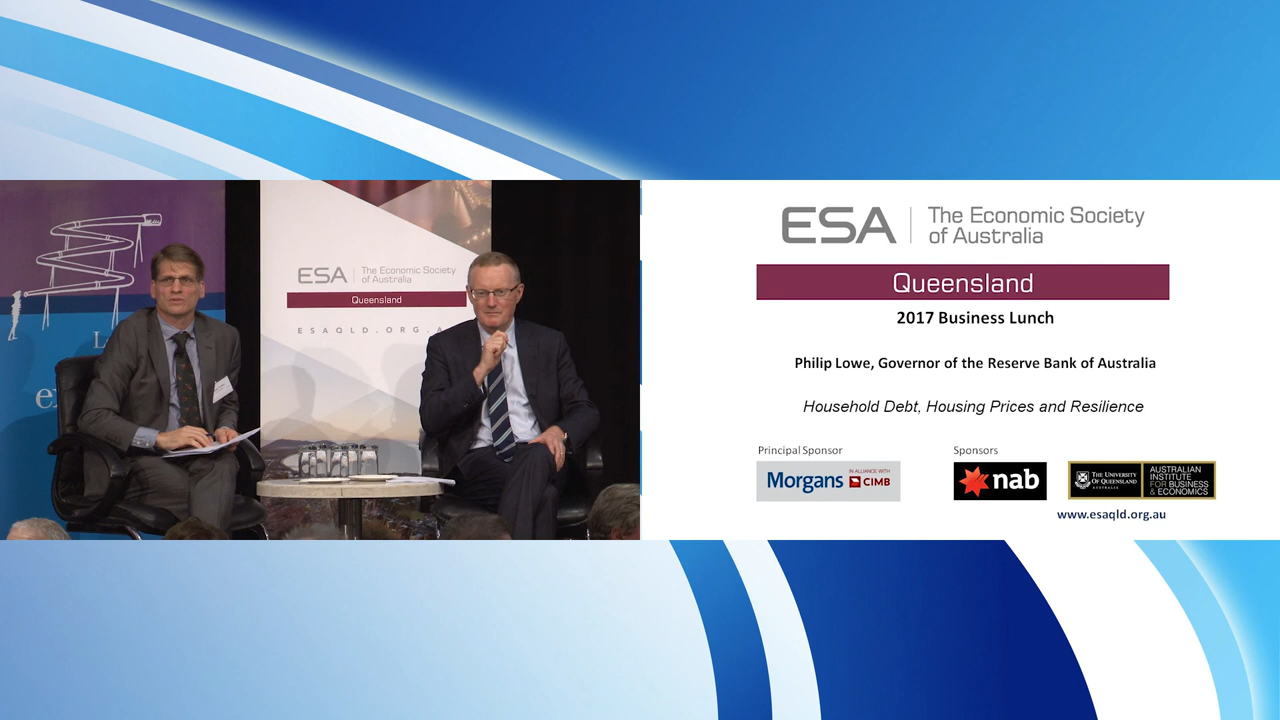 ESA
The Economic Society
of Australia
Queensland
ESAQLD.ORG.A
ESA
The Economic Society
of Australia
Queensland
2017 Business Lunch
Philip Lowe, Governor of the Reserve Bank of Australia
Household Debt, Housing Prices and Resilience
Principal Sponsor
Sponsors
Morgans
IN ALLIANCE WITH
CIMB
nab
THE UNIVERSITY
OF QUEENSLAND
AUSTRALIA
AUSTRALIAN
INSTITUTE
FOR BUSINESS
& ECONOMICS
www.esaqld.org.au